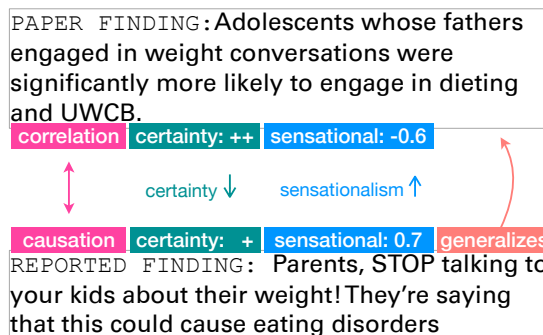 PAPER FINDING: Adolescents whose fathers
engaged in weight conversations were
significantly more likely to engage in dieting
and UWCB.
correlation certainty: ++ sensational: -0.6
certainty ↓ sensationalism ↑
causation certainty: + sensational: 0.7 generalizes
REPORTED FINDING: Parents, STOP talking to
your kids about their weight! They're saying
that this could cause eating disorders